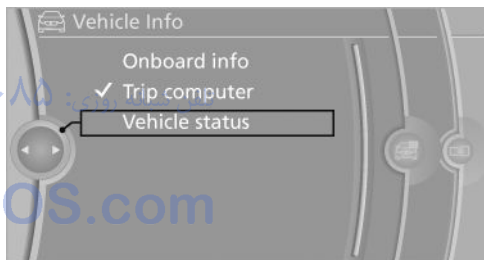 Vehicle Info
Onboard info
✓ Trip computer
Vehicle status
OS.com